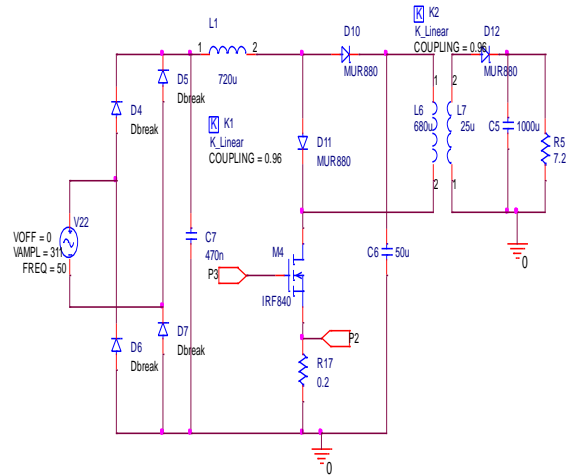 K K2
K_Linear
COUPLING = 0.96
L1
1 2
720u
D10
MUR880
D12
MUR880
D5
Dbreak
D4
Dbreak
K K1
K_Linear
COUPLING = 0.96
D11
MUR880
1 2
L6
680u
L7
25u
C5 1000u
R5
7.2
2 1
V22
VOFF = 0
VAMPL = 311
FREQ = 50
C7
470n
M4
IRF840
P3
C6 50u
0
D6
Dbreak
D7
Dbreak
P2
R17
0.2
0